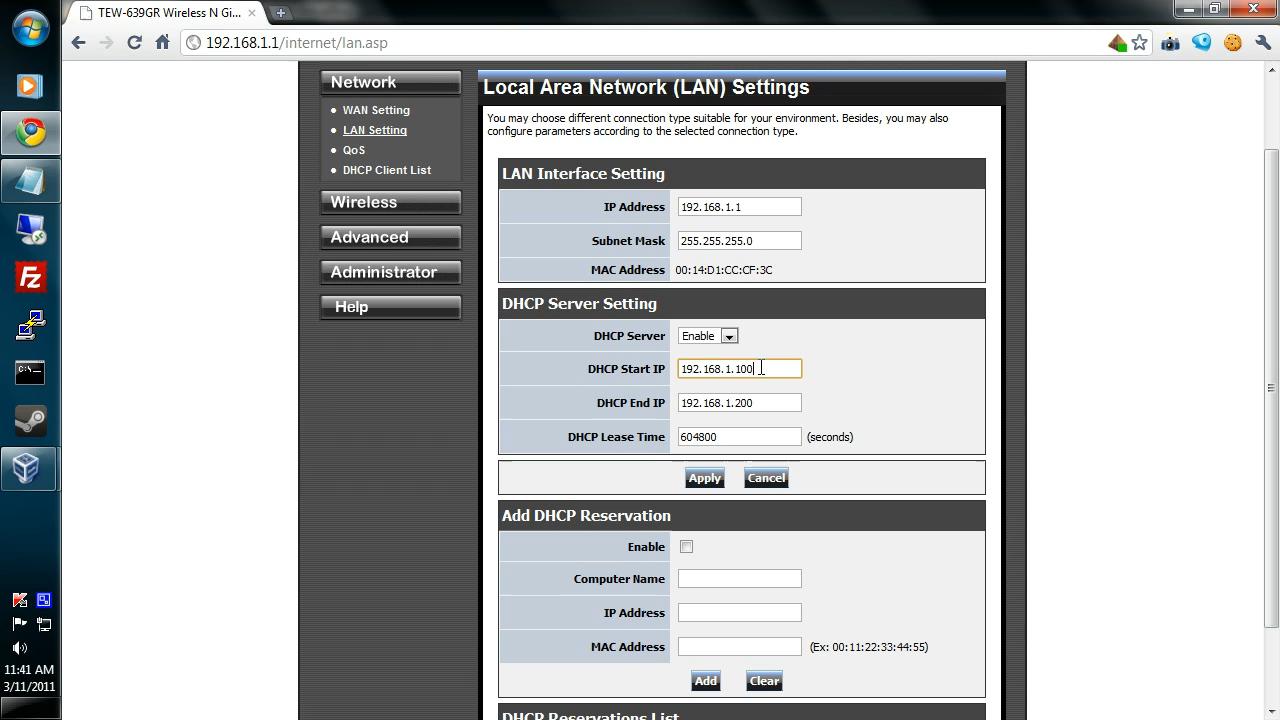 TEW-639GR Wireless N Gi...
192.168.1.1/internet/lan.asp
Network
WAN Setting
LAN Setting
QoS
DHCP Client List
Wireless
Advanced
Administrator
Help
Local Area Network (LAN) Settings
You may choose different connection type suitable for your environment. Besides, you may also
configure parameters according to the selected connection type.
LAN Interface Setting
IP Address 192.168.1.1
Subnet Mask 255.255.255.0
MAC Address 00:14:D1:CC:CF:3C
DHCP Server Setting
DHCP Server Enable
DHCP Start IP 192.168.1.100
DHCP End IP 192.168.1.200
DHCP Lease Time 604800 (seconds)
Apply Cancel
Add DHCP Reservation
Enable
Computer Name
IP Address
MAC Address (Ex: 00:11:22:33:44:55)
Add Clear
DHCP Reservations List
C:\
Fz
11:41 AM
3/11/2011